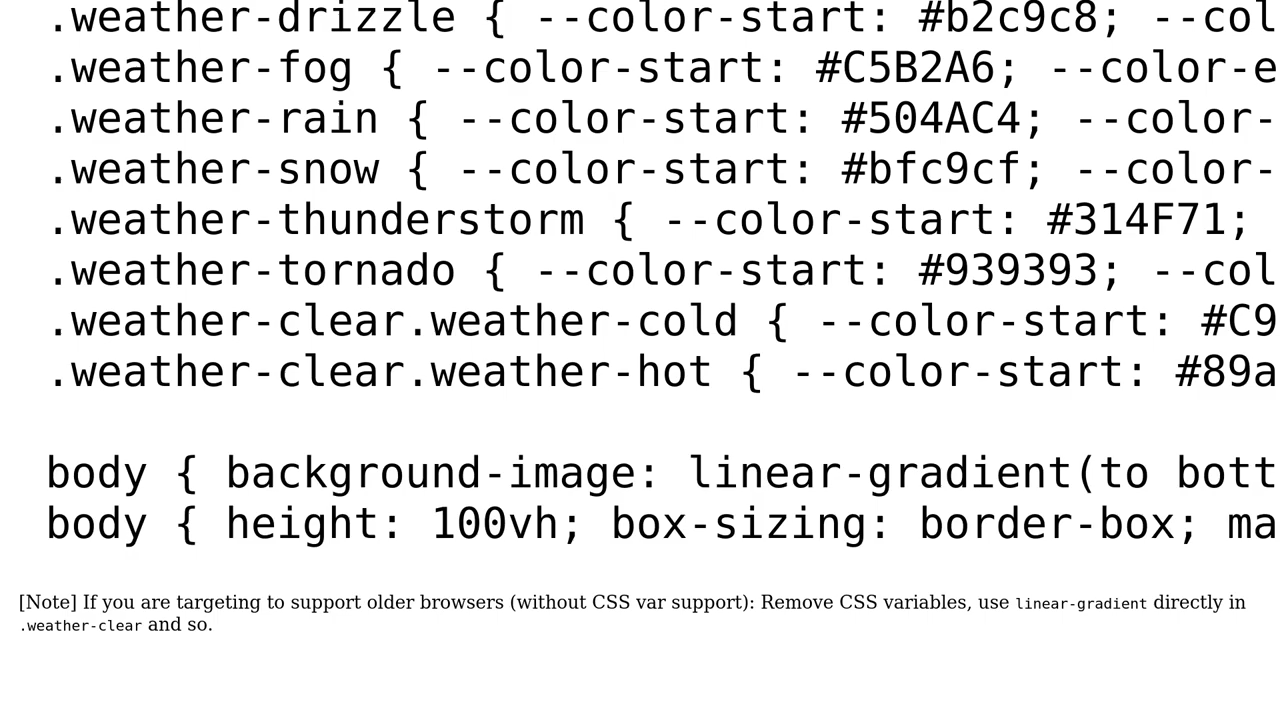 .weather-drizzle { --color-start: #b2c9c8; --col
.weather-fog { --color-start: #C5B2A6; --color-e
.weather-rain { --color-start: #504AC4; --color-
.weather-snow { --color-start: #bfc9cf; --color-
.weather-thunderstorm { --color-start: #314F71;
.weather-tornado { --color-start: #939393; --col
.weather-clear.weather-cold { --color-start: #C9
.weather-clear.weather-hot { --color-start: #89a
body { background-image: linear-gradient(to bott
body { height: 100vh; box-sizing: border-box; ma
[Note] If you are targeting to support older browsers (without CSS var support): Remove CSS variables, use linear-gradient directly in
.weather-clear and so.